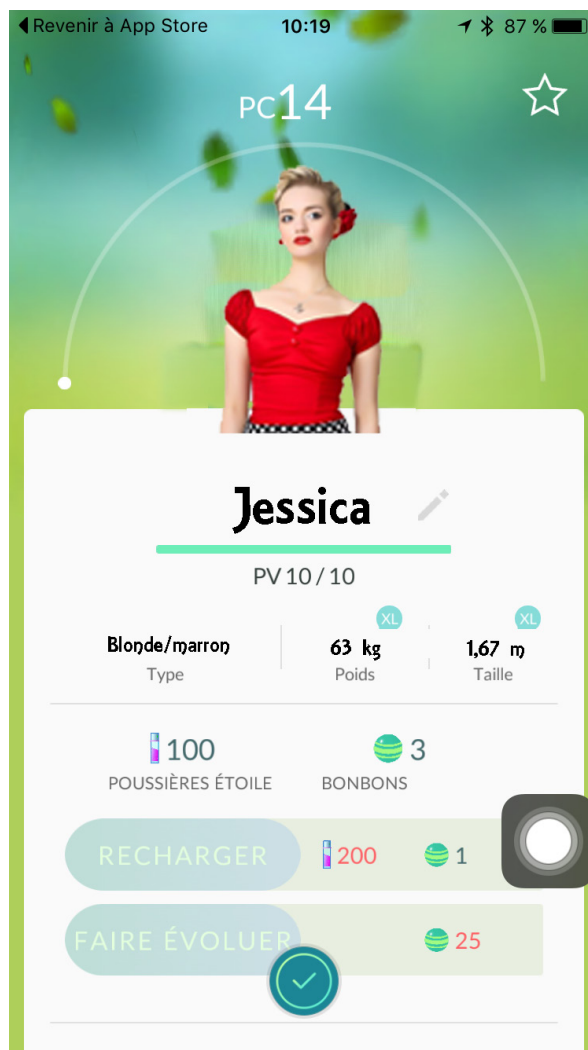 Revenir à App Store 10:19 87 %
PC14
Jessica
PV 10 / 10
XL XL
Blonde/marron 63 kg 1,67 m
Type Poids Taille
100 3
POUSSIÈRES ÉTOILE BONBONS
RECHARGER 200 1
FAIRE ÉVOLUER 25